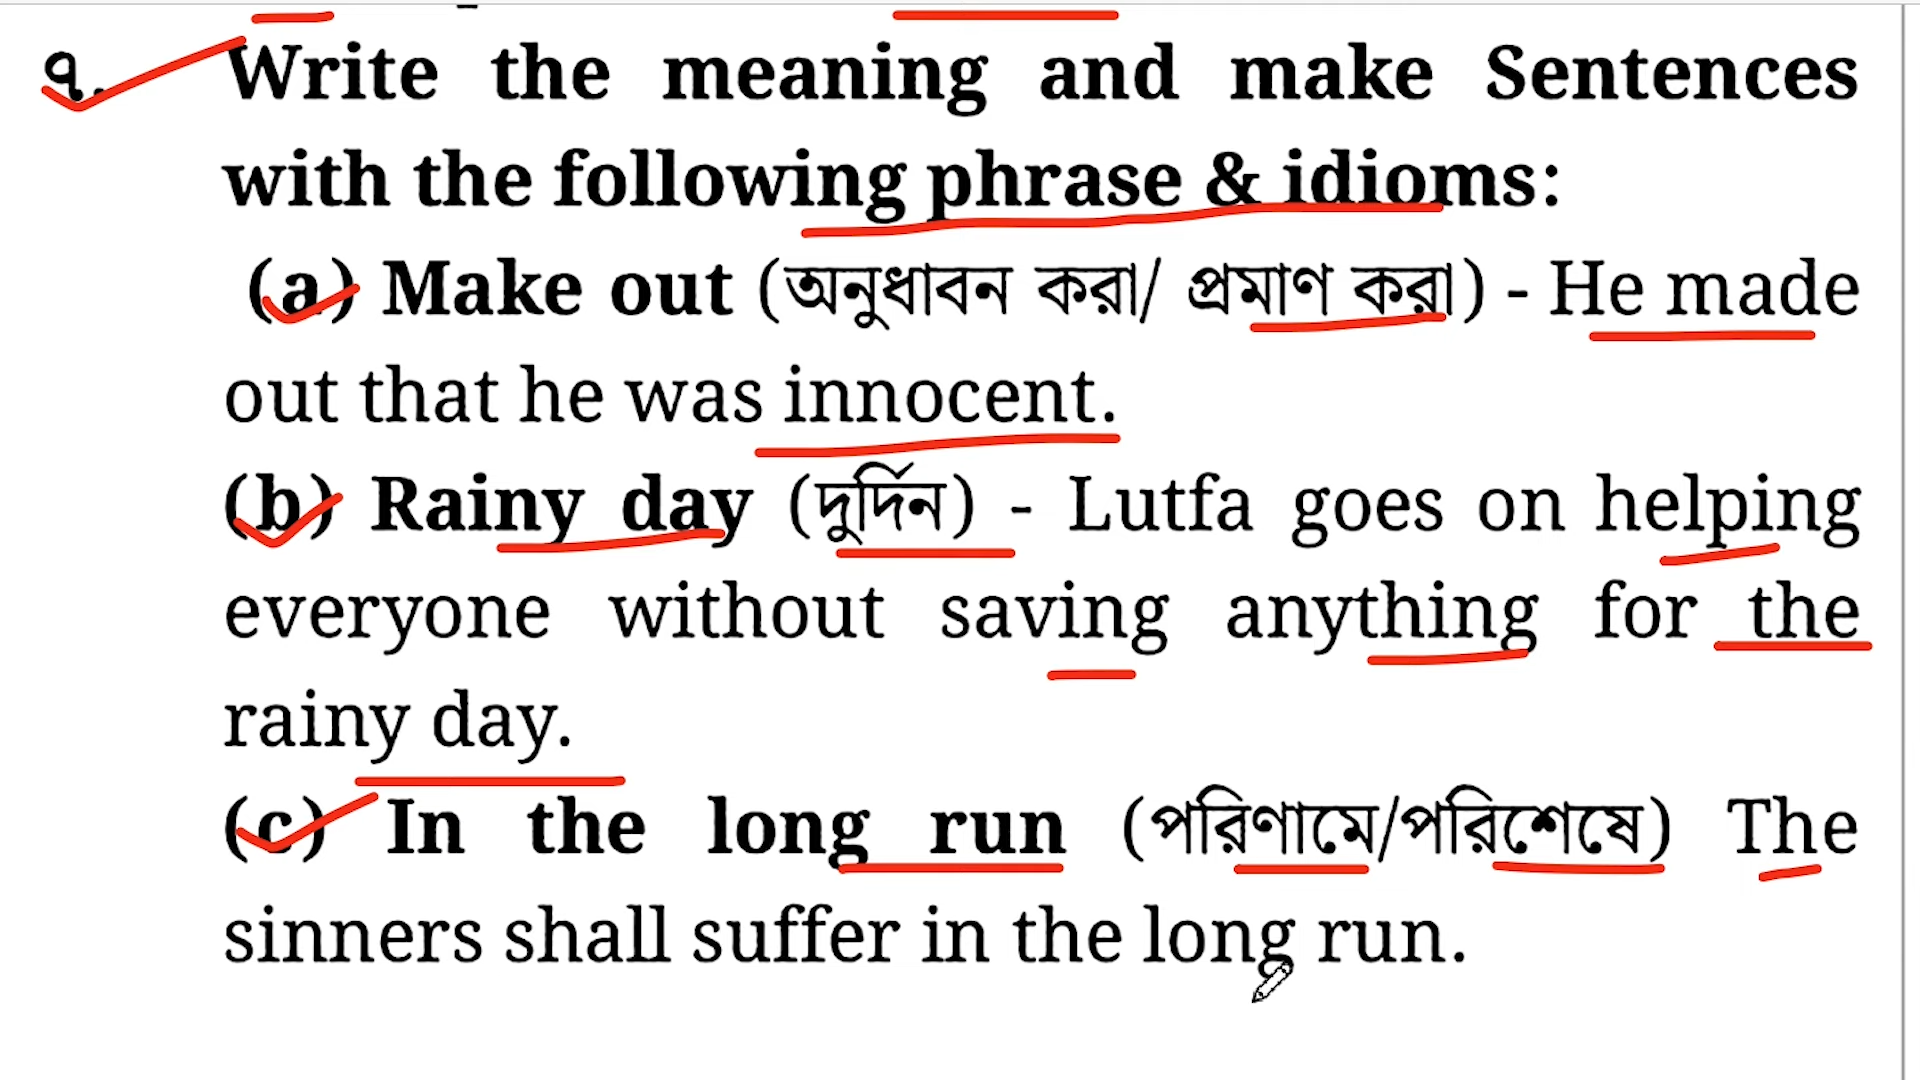 ৭. Write the meaning and make Sentences
with the following phrase & idioms:
(a) Make out (অনুধাবন করা/ প্রমাণ করা) - He made
out that he was innocent.
(b) Rainy day (দুর্দিন) - Lutfa goes on helping
everyone without saving anything for the
rainy day.
(c) In the long run (পরিণামে/পরিশেষে) The
sinners shall suffer in the long run.